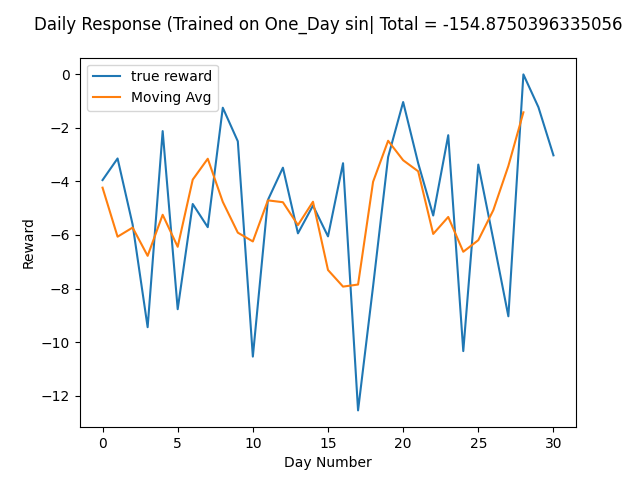 Daily Response (Trained on One_Day sin| Total = -154.8750396335056
true reward
Moving Avg
0
−2
−4
−6
−8
−10
−12
Reward
0 5 10 15 20 25 30
Day Number